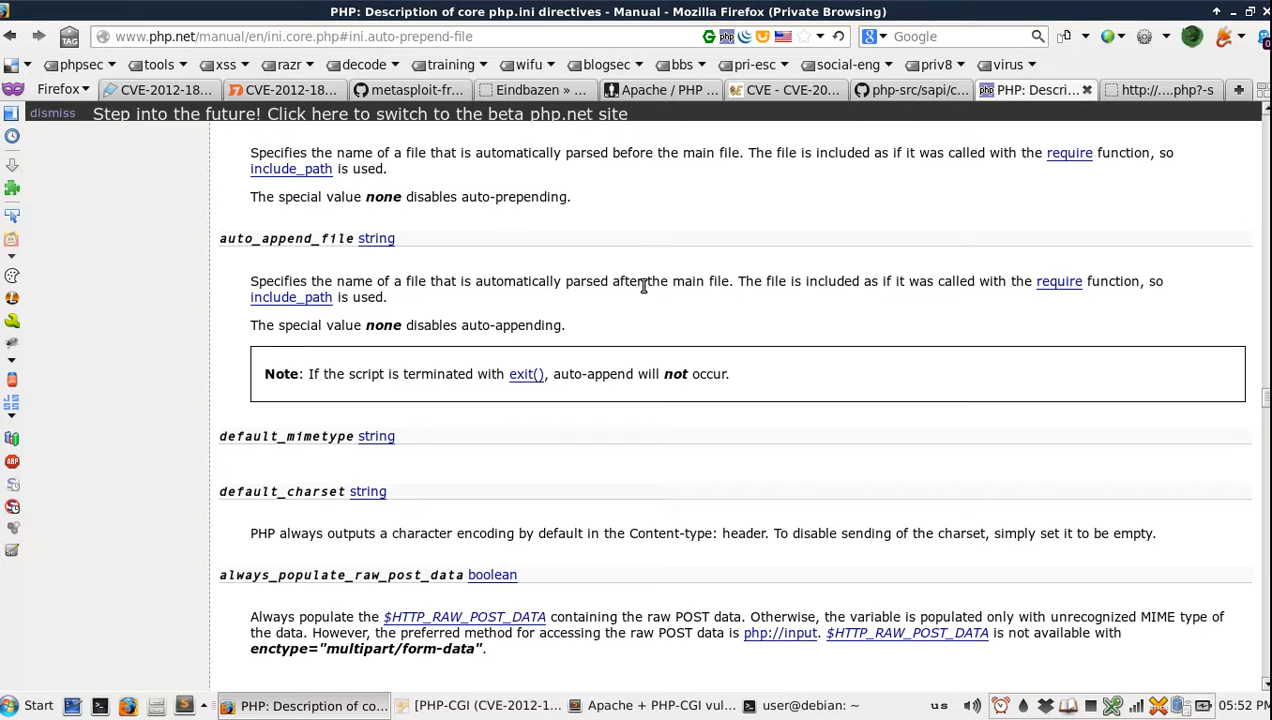 PHP: Description of core php.ini directives - Manual - Mozilla Firefox (Private Browsing)
www.php.net/manual/en/ini.core.php#ini.auto-prepend-file
Google
phpsec tools xss razr decode training wifu blogsec bbs pri-esc social-eng priv8 virus
Firefox CVE-2012-18... CVE-2012-18... metasploit-fr... Eindbazen » ... Apache / PHP ... CVE - CVE-20... php-src/sapi/c... PHP: Descri... http://....php?-s
dismiss Step into the future! Click here to switch to the beta php.net site
Specifies the name of a file that is automatically parsed before the main file. The file is included as if it was called with the require function, so
include_path is used.
The special value none disables auto-prepending.
auto_append_file string
Specifies the name of a file that is automatically parsed after the main file. The file is included as if it was called with the require function, so
include_path is used.
The special value none disables auto-appending.
Note: If the script is terminated with exit(), auto-append will not occur.
default_mimetype string
default_charset string
PHP always outputs a character encoding by default in the Content-type: header. To disable sending of the charset, simply set it to be empty.
always_populate_raw_post_data boolean
Always populate the $HTTP_RAW_POST_DATA containing the raw POST data. Otherwise, the variable is populated only with unrecognized MIME type of
the data. However, the preferred method for accessing the raw POST data is php://input. $HTTP_RAW_POST_DATA is not available with
enctype="multipart/form-data".
Start PHP: Description of co... [PHP-CGI (CVE-2012-1... Apache + PHP-CGI vul... user@debian: ~ us 05:52 PM